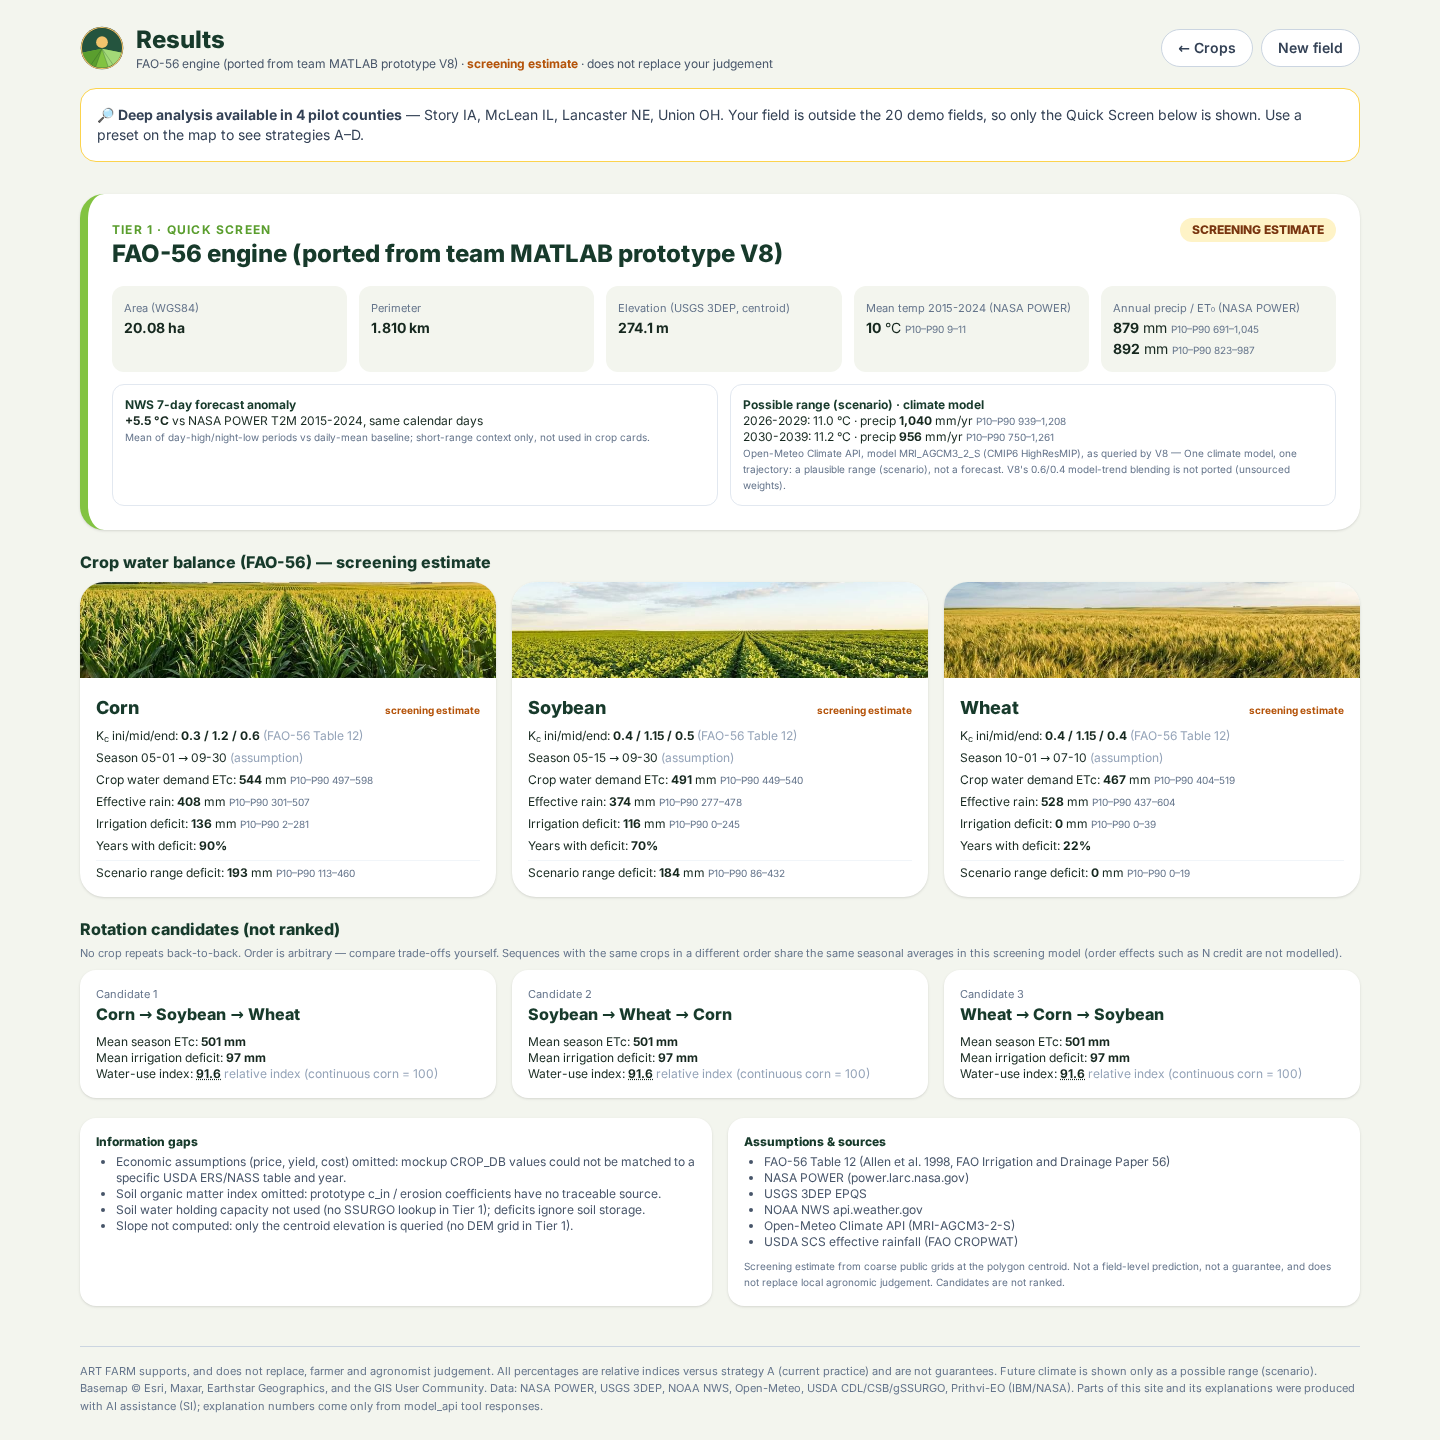 Results
FAO-56 engine (ported from team MATLAB prototype V8) · screening estimate · does not replace your judgement
← Crops
New field
🔎 Deep analysis available in 4 pilot counties — Story IA, McLean IL, Lancaster NE, Union OH. Your field is outside the 20 demo fields, so only the Quick Screen below is shown. Use a
preset on the map to see strategies A–D.
TIER 1 · QUICK SCREEN
FAO-56 engine (ported from team MATLAB prototype V8)
SCREENING ESTIMATE
Area (WGS84)
20.08 ha
Perimeter
1.810 km
Elevation (USGS 3DEP, centroid)
274.1 m
Mean temp 2015-2024 (NASA POWER)
10 °C P10–P90 9–11
Annual precip / ET₀ (NASA POWER)
879 mm P10–P90 691–1,045
892 mm P10–P90 823–987
NWS 7-day forecast anomaly
+5.5 °C vs NASA POWER T2M 2015-2024, same calendar days
Mean of day-high/night-low periods vs daily-mean baseline; short-range context only, not used in crop cards.
Possible range (scenario) · climate model
2026-2029: 11.0 °C · precip 1,040 mm/yr P10–P90 939–1,208
2030-2039: 11.2 °C · precip 956 mm/yr P10–P90 750–1,261
Open-Meteo Climate API, model MRI_AGCM3_2_S (CMIP6 HighResMIP), as queried by V8 — One climate model, one
trajectory: a plausible range (scenario), not a forecast. V8's 0.6/0.4 model-trend blending is not ported (unsourced
weights).
Crop water balance (FAO-56) — screening estimate
Corn
screening estimate
Kc ini/mid/end: 0.3 / 1.2 / 0.6 (FAO-56 Table 12)
Season 05-01 → 09-30 (assumption)
Crop water demand ETc: 544 mm P10–P90 497–598
Effective rain: 408 mm P10–P90 301–507
Irrigation deficit: 136 mm P10–P90 2–281
Years with deficit: 90%
Scenario range deficit: 193 mm P10–P90 113–460
Soybean
screening estimate
Kc ini/mid/end: 0.4 / 1.15 / 0.5 (FAO-56 Table 12)
Season 05-15 → 09-30 (assumption)
Crop water demand ETc: 491 mm P10–P90 449–540
Effective rain: 374 mm P10–P90 277–478
Irrigation deficit: 116 mm P10–P90 0–245
Years with deficit: 70%
Scenario range deficit: 184 mm P10–P90 86–432
Wheat
screening estimate
Kc ini/mid/end: 0.4 / 1.15 / 0.4 (FAO-56 Table 12)
Season 10-01 → 07-10 (assumption)
Crop water demand ETc: 467 mm P10–P90 404–519
Effective rain: 528 mm P10–P90 437–604
Irrigation deficit: 0 mm P10–P90 0–39
Years with deficit: 22%
Scenario range deficit: 0 mm P10–P90 0–19
Rotation candidates (not ranked)
No crop repeats back-to-back. Order is arbitrary — compare trade-offs yourself. Sequences with the same crops in a different order share the same seasonal averages in this screening model (order effects such as N credit are not modelled).
Candidate 1
Corn → Soybean → Wheat
Mean season ETc: 501 mm
Mean irrigation deficit: 97 mm
Water-use index: 91.6 relative index (continuous corn = 100)
Candidate 2
Soybean → Wheat → Corn
Mean season ETc: 501 mm
Mean irrigation deficit: 97 mm
Water-use index: 91.6 relative index (continuous corn = 100)
Candidate 3
Wheat → Corn → Soybean
Mean season ETc: 501 mm
Mean irrigation deficit: 97 mm
Water-use index: 91.6 relative index (continuous corn = 100)
Information gaps
• Economic assumptions (price, yield, cost) omitted: mockup CROP_DB values could not be matched to a
specific USDA ERS/NASS table and year.
• Soil organic matter index omitted: prototype c_in / erosion coefficients have no traceable source.
• Soil water holding capacity not used (no SSURGO lookup in Tier 1); deficits ignore soil storage.
• Slope not computed: only the centroid elevation is queried (no DEM grid in Tier 1).
Assumptions & sources
• FAO-56 Table 12 (Allen et al. 1998, FAO Irrigation and Drainage Paper 56)
• NASA POWER (power.larc.nasa.gov)
• USGS 3DEP EPQS
• NOAA NWS api.weather.gov
• Open-Meteo Climate API (MRI-AGCM3-2-S)
• USDA SCS effective rainfall (FAO CROPWAT)
Screening estimate from coarse public grids at the polygon centroid. Not a field-level prediction, not a guarantee, and does
not replace local agronomic judgement. Candidates are not ranked.
ART FARM supports, and does not replace, farmer and agronomist judgement. All percentages are relative indices versus strategy A (current practice) and are not guarantees. Future climate is shown only as a possible range (scenario).
Basemap © Esri, Maxar, Earthstar Geographics, and the GIS User Community. Data: NASA POWER, USGS 3DEP, NOAA NWS, Open-Meteo, USDA CDL/CSB/gSSURGO, Prithvi-EO (IBM/NASA). Parts of this site and its explanations were produced
with AI assistance (SI); explanation numbers come only from model_api tool responses.